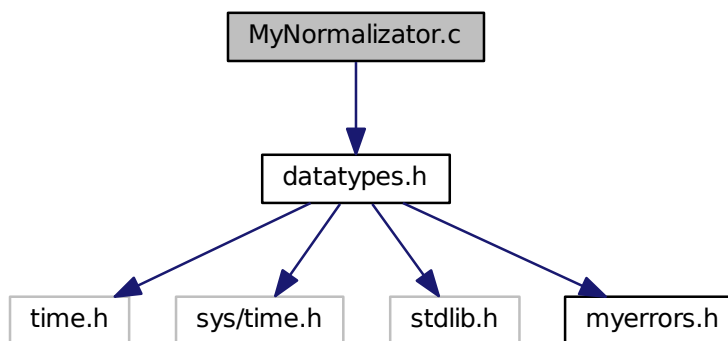 MyNormalizator.c
datatypes.h
time.h
sys/time.h
stdlib.h
myerrors.h